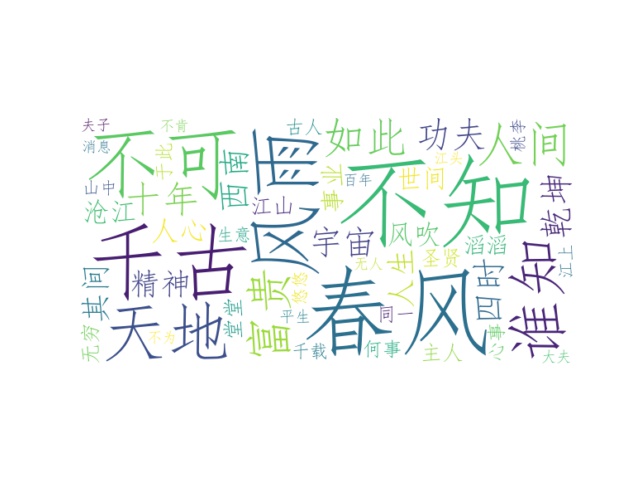 夫子
不可
不肯
风雨
古人
如此
功夫
桃李
人间
消息
于此
西南
事业
百年
世间
江头
不知
山中
十年
沧江
江山
乾坤
人心
生意
宇宙
风吹
滔滔
千古
无人
人生
圣贤
四时
谁知
江上
其间
精神
富贵
悠悠
春风
无穷
天地
堂堂
平生
同一
不为
千载
何事
主人
心事
大夫